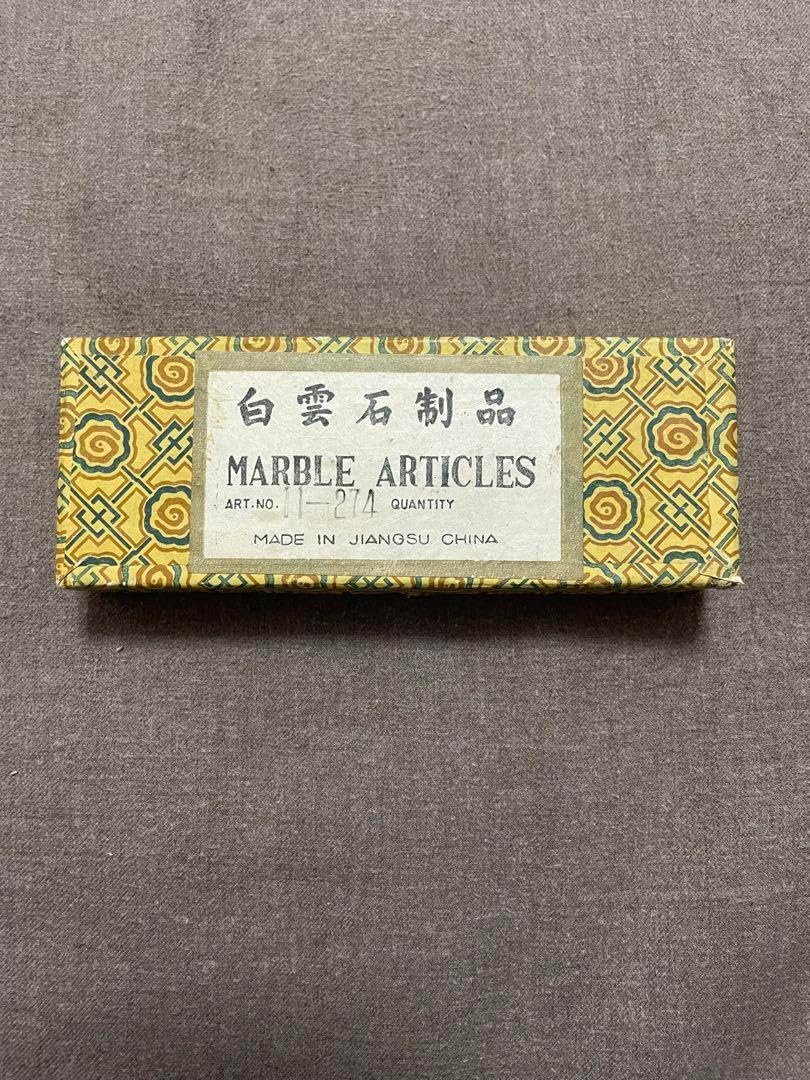 白雲石制品
MARBLE ARTICLES
ART.NO. 11-274 QUANTITY
MADE IN JIANGSU CHINA